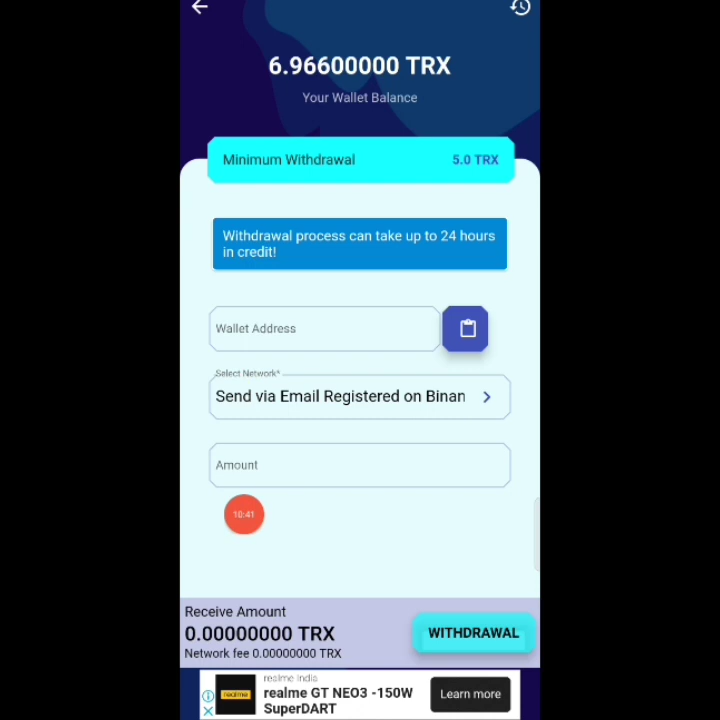 6.96600000 TRX
Your Wallet Balance
Minimum Withdrawal 5.0 TRX
Withdrawal process can take up to 24 hours
in credit!
Wallet Address
Select Network*
Send via Email Registered on Binan
Amount
10:41
Receive Amount
0.00000000 TRX
Network fee 0.00000000 TRX
WITHDRAWAL
realme India
realme
realme GT NEO3 -150W
SuperDART
Learn more